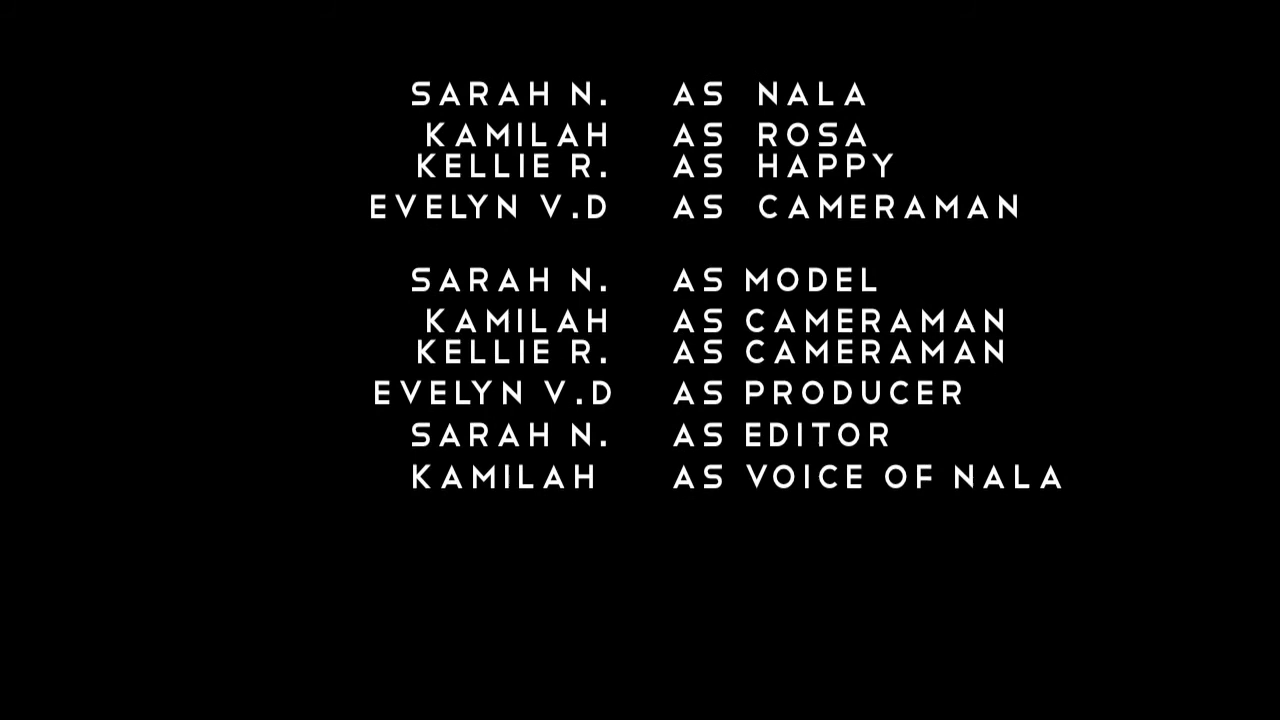 SARAH N. AS NALA
KAMILAH AS ROSA
KELLIE R. AS HAPPY
EVELYN V.D AS CAMERAMAN
SARAH N. AS MODEL
KAMILAH AS CAMERAMAN
KELLIE R. AS CAMERAMAN
EVELYN V.D AS PRODUCER
SARAH N. AS EDITOR
KAMILAH AS VOICE OF NALA